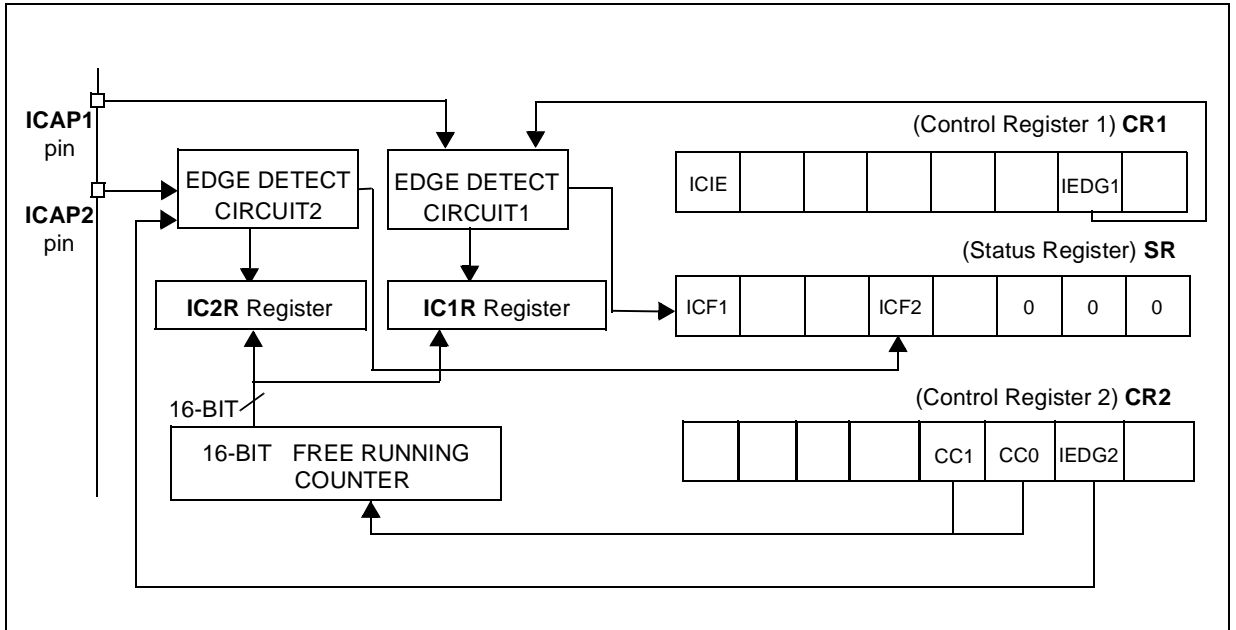 ICAP1
pin
ICAP2
pin
EDGE DETECT
CIRCUIT2
EDGE DETECT
CIRCUIT1
IC2R Register
IC1R Register
16-BIT
16-BIT FREE RUNNING
COUNTER
(Control Register 1) CR1
ICIE IEDG1
(Status Register) SR
ICF1 ICF2 0 0 0
(Control Register 2) CR2
CC1 CC0 IEDG2